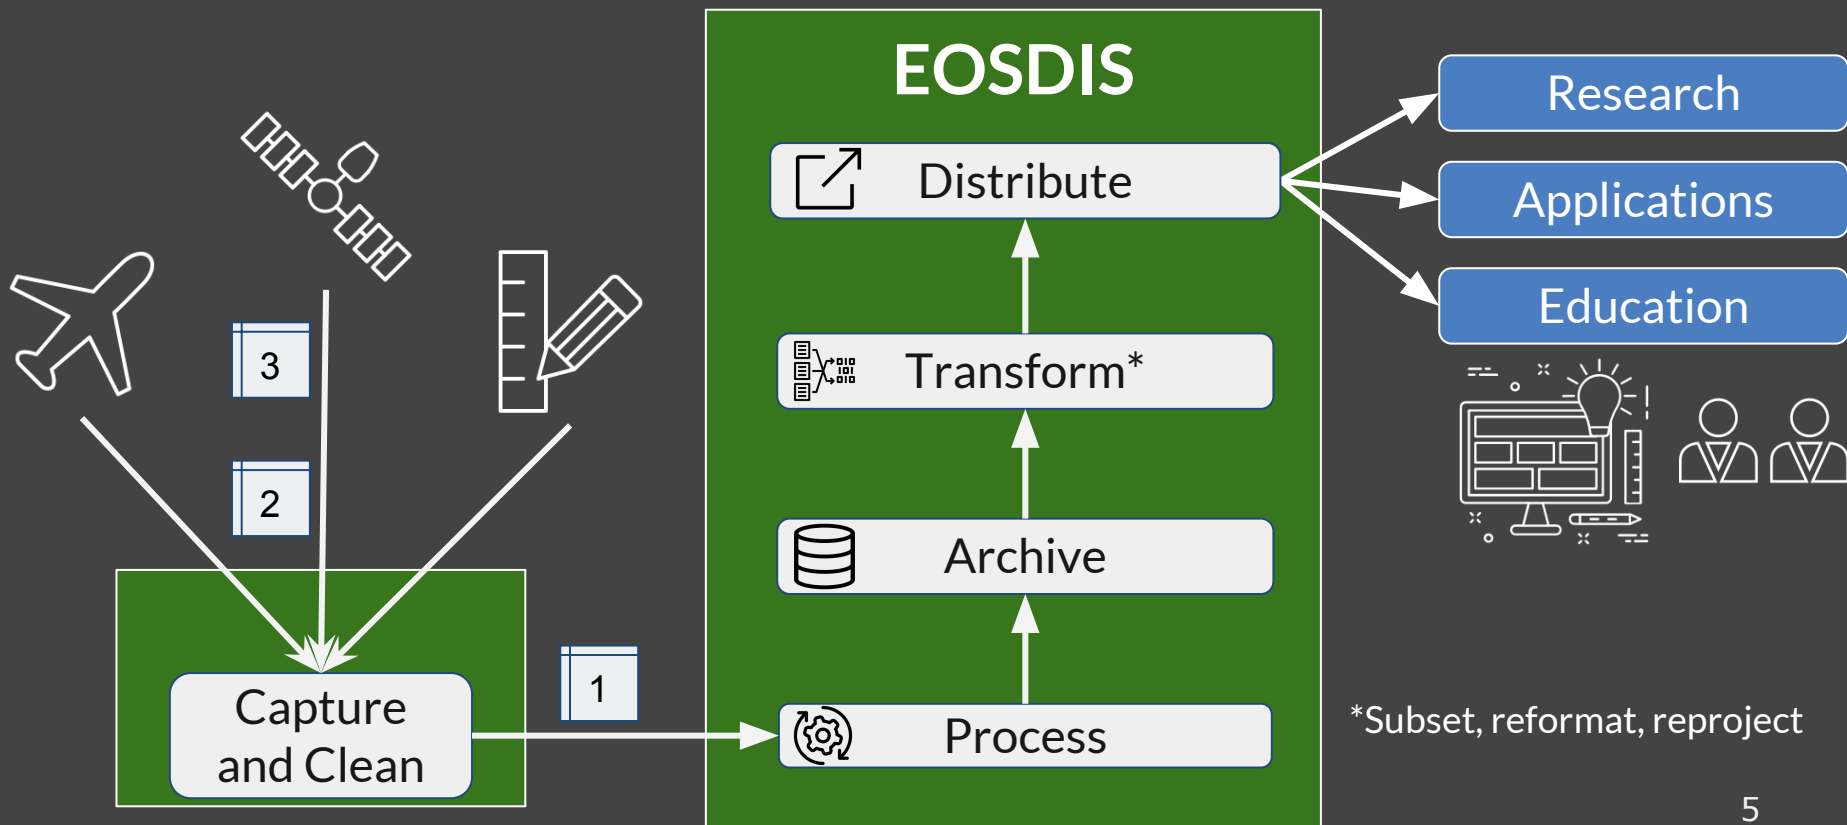 EOSDIS
Distribute
Transform*
Archive
Process
Research
Applications
Education
3
2
1
Capture
and Clean
*Subset, reformat, reproject
5